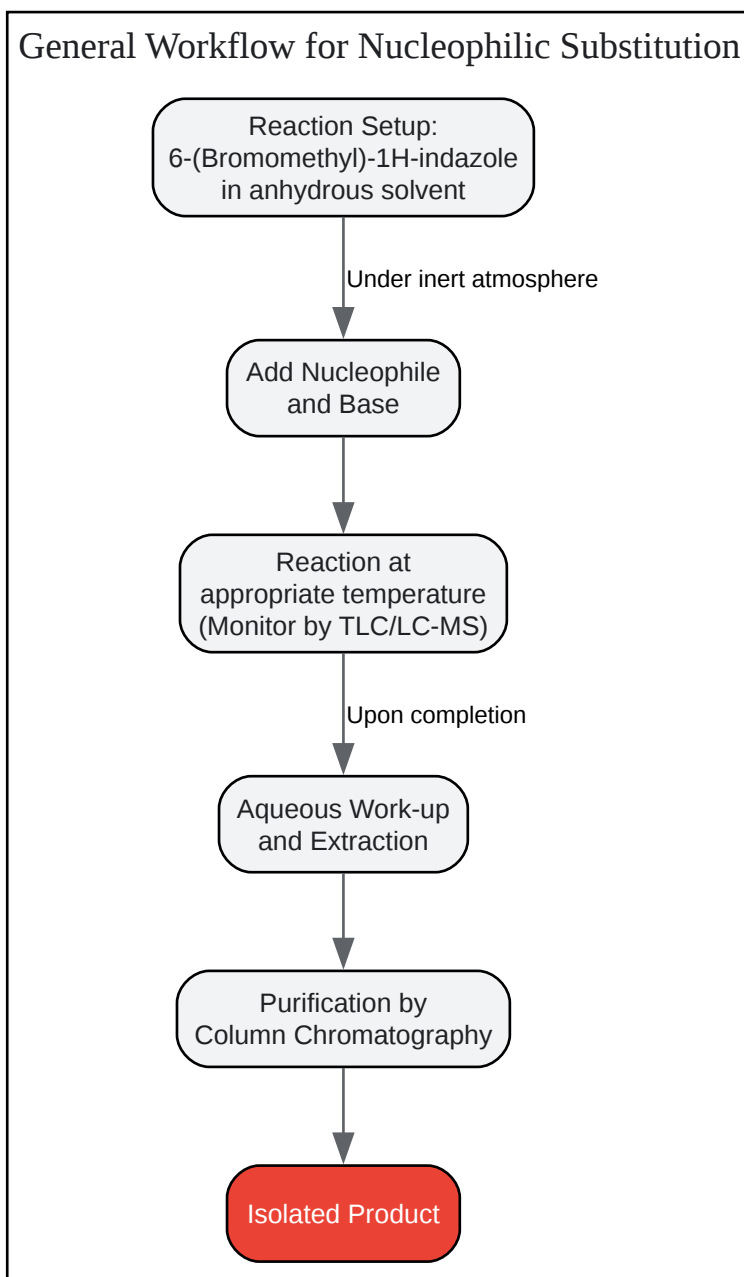 General Workflow for Nucleophilic Substitution
Reaction Setup:
6-(Bromomethyl)-1H-indazole
in anhydrous solvent
Under inert atmosphere
Add Nucleophile
and Base
Reaction at
appropriate temperature
(Monitor by TLC/LC-MS)
Upon completion
Aqueous Work-up
and Extraction
Purification by
Column Chromatography
Isolated Product